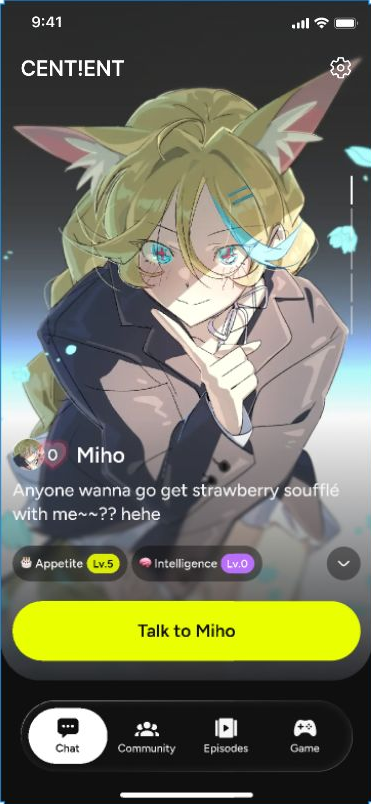 9:41
CENT!ENT
0 Miho
Anyone wanna go get strawberry soufflé
with me~~?? hehe
Appetite Lv.5 Intelligence Lv.0
Talk to Miho
Chat Community Episodes Game